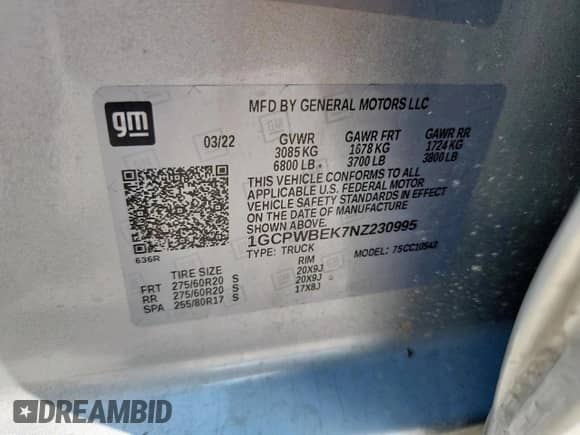 gm
MFD BY GENERAL MOTORS LLC
03/22 GVWR GAWR FRT GAWR RR
3085 KG 1678 KG 1724 KG
6800 LB 3700 LB 3800 LB
THIS VEHICLE CONFORMS TO ALL
APPLICABLE U.S. FEDERAL MOTOR
VEHICLE SAFETY STANDARDS IN
EFFECT ON THE DATE OF MANUFACTURE
SHOWN ABOVE.
1GCPWBEK7NZ230995
TYPE: TRUCK MODEL: 75CC10543
636R
TIRE SIZE RIM
FRT 275/60R20 S 20X9J
RR 275/60R20 S 20X9J
SPA 255/80R17 S 17X8J
DREAMBID